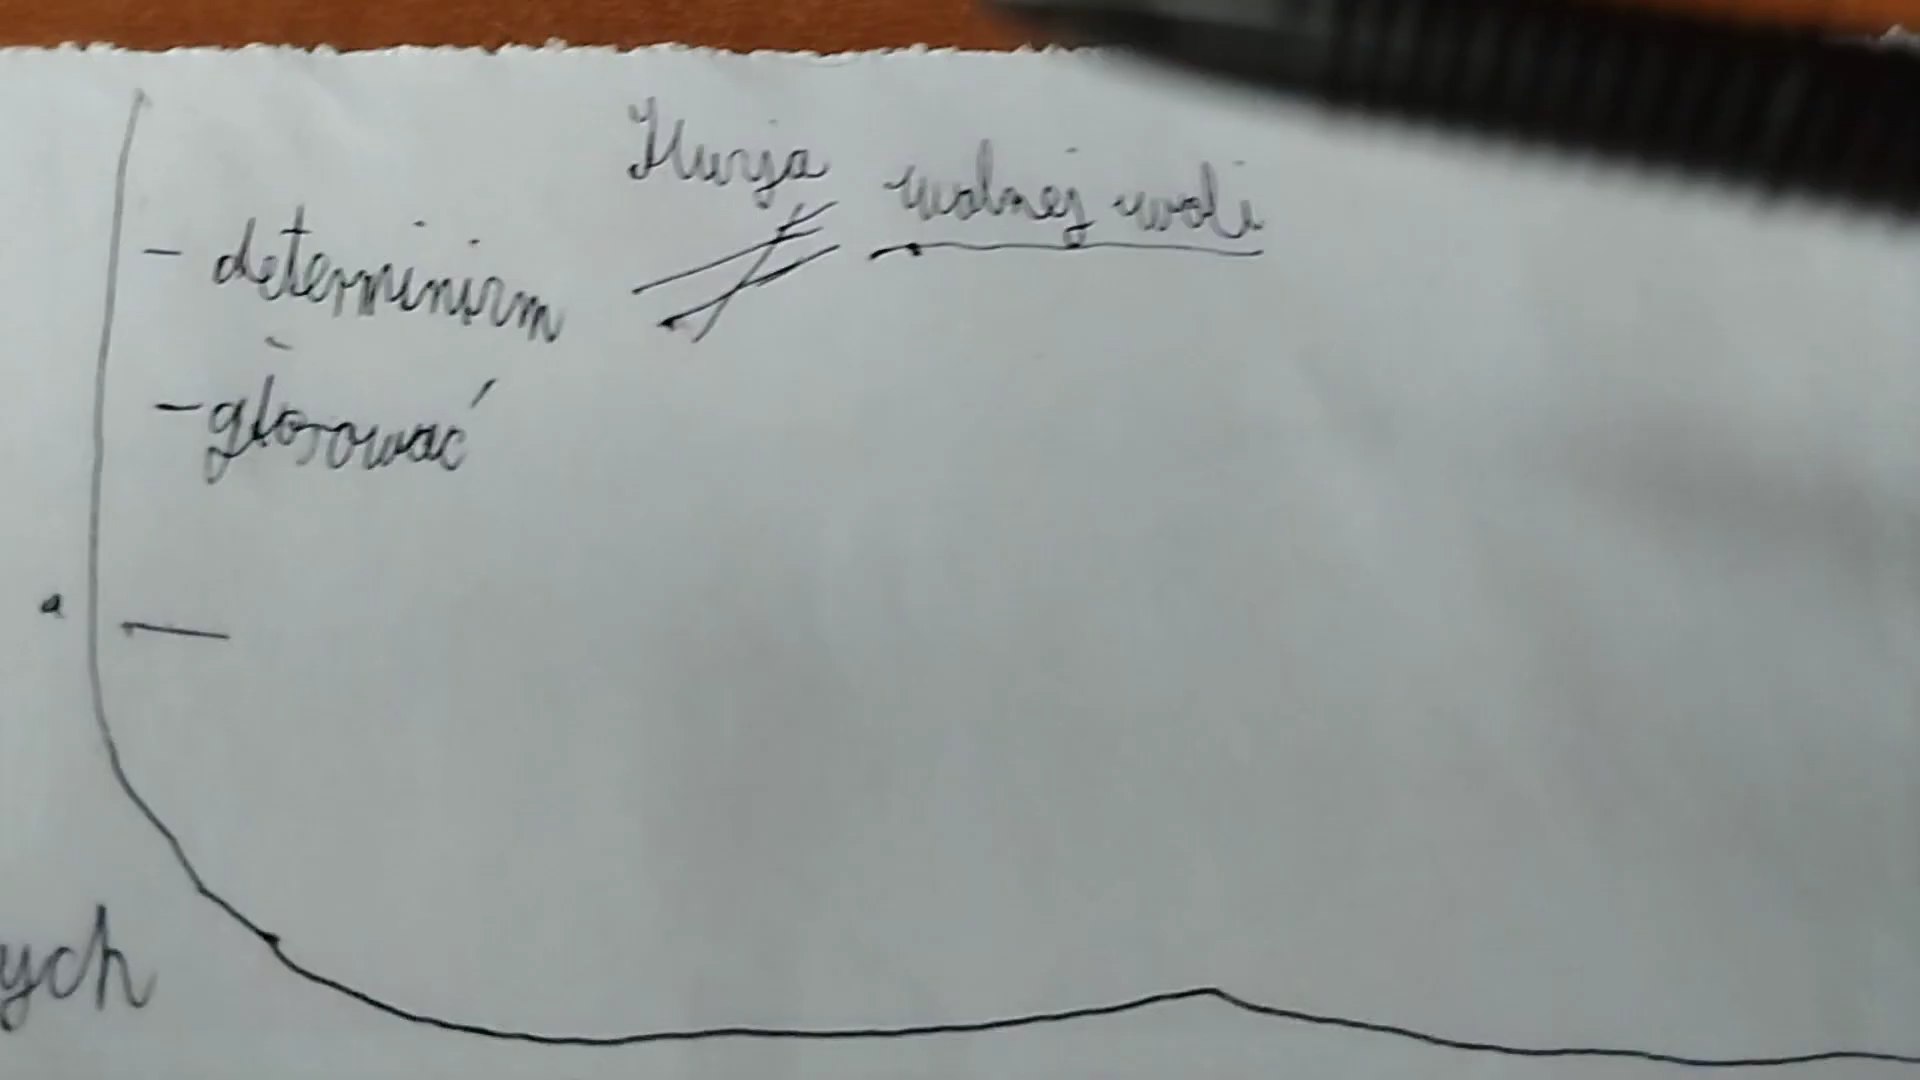 Iluzja wolnej woli
- determinizm
- głosować
ych